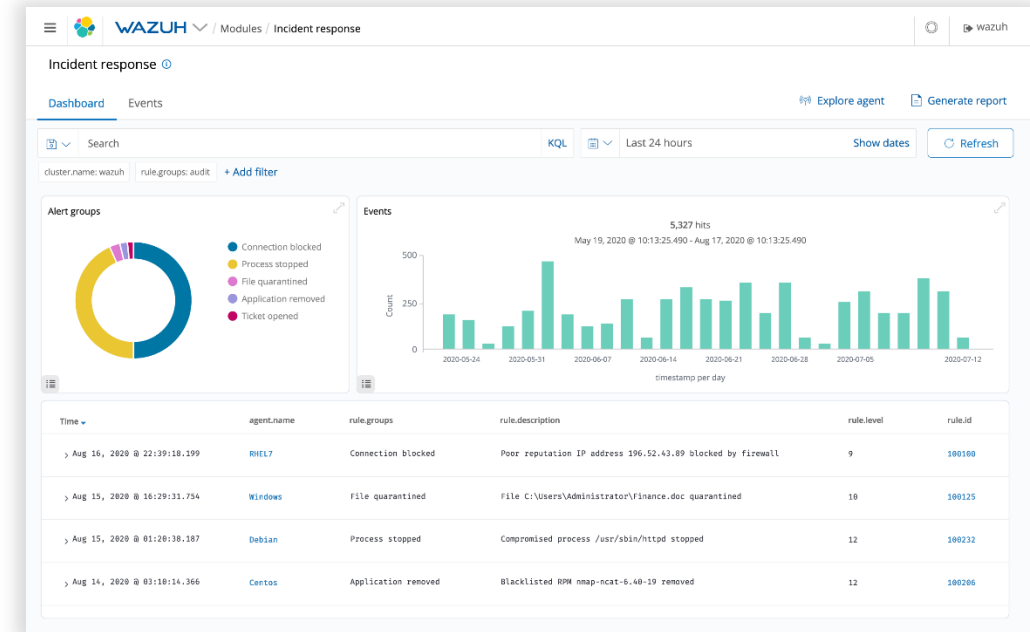 WAZUH / Modules / Incident response wazuh
Incident response
Dashboard Events Explore agent Generate report
Search KQL Last 24 hours Show dates Refresh
cluster.name: wazuh rule.groups: audit + Add filter
Alert groups
Connection blocked
Process stopped
File quarantined
Application removed
Ticket opened
Events
5,327 hits
May 19, 2020 @ 10:13:25.490 - Aug 17, 2020 @ 10:13:25.490
500
250
0
Count
2020-05-24 2020-05-31 2020-06-07 2020-06-14 2020-06-21 2020-06-28 2020-07-05 2020-07-12
timestamp per day
Time agent.name rule.groups rule.description rule.level rule.id
Aug 16, 2020 @ 22:39:18.199 RHEL7 Connection blocked Poor reputation IP address 196.52.43.89 blocked by firewall 9 100100
Aug 15, 2020 @ 16:29:31.754 Windows File quarantined File C:\Users\Administrator\Finance.doc quarantined 10 100125
Aug 15, 2020 @ 01:20:38.187 Debian Process stopped Compromised process /usr/sbin/httpd stopped 12 100232
Aug 14, 2020 @ 03:10:14.366 Centos Application removed Blacklisted RPM nmap-ncat-6.40-19 removed 12 100206